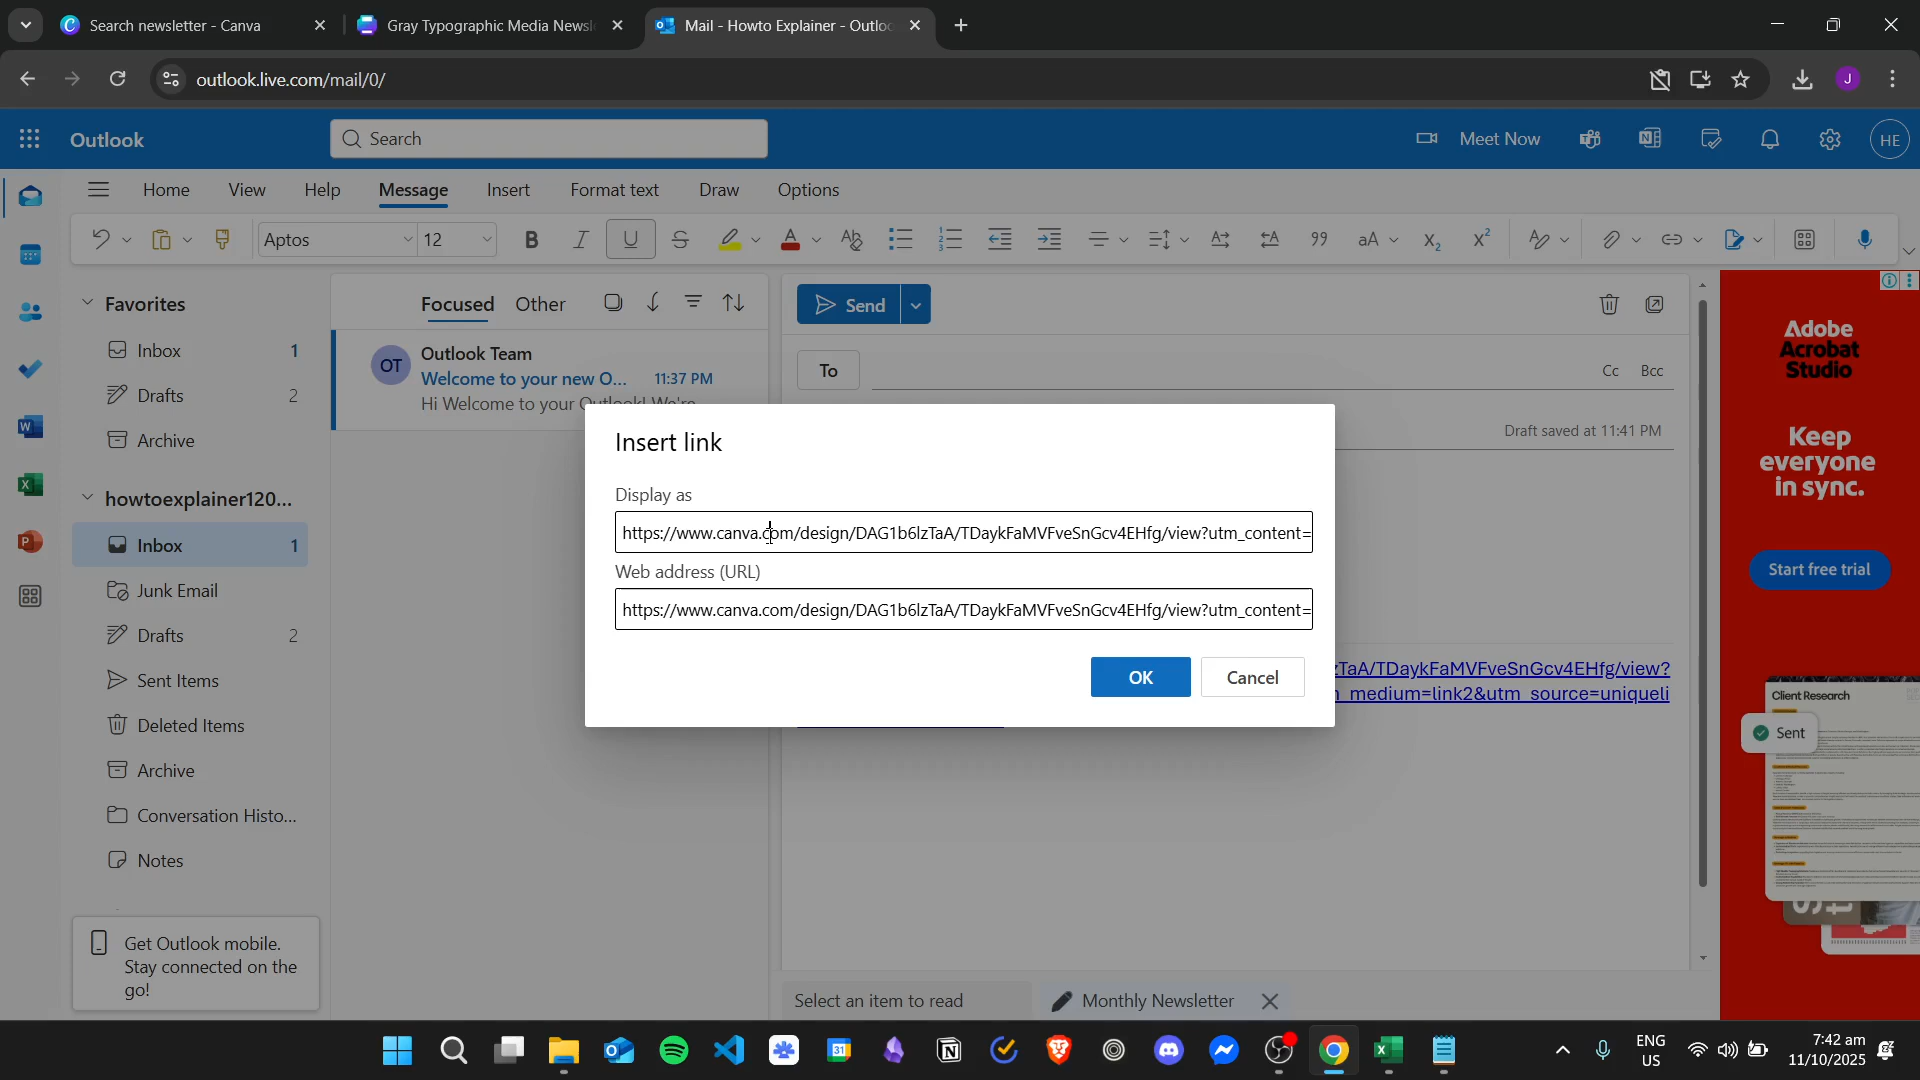 Search newsletter - Canva
Gray Typographic Media Newsl
Mail - Howto Explainer - Outloo
outlook.live.com/mail/0/
J
Outlook
Search
Meet Now
HE
Home View Help Message Insert Format text Draw Options
Aptos
12
Favorites
Inbox 1
Drafts 2
Archive
howtoexplainer120...
Inbox 1
Junk Email
Drafts 2
Sent Items
Deleted Items
Archive
Conversation Histo...
Notes
Get Outlook mobile.
Stay connected on the
go!
Focused Other
OT
Outlook Team
Welcome to your new O... 11:37 PM
Hi Welcome to your Outlook! We're
Send
To
Cc Bcc
Draft saved at 11:41 PM
Insert link
Display as
https://www.canva.com/design/DAG1b6lzTaA/TDaykFaMVFveSnGcv4EHfg/view?utm_content=
Web address (URL)
https://www.canva.com/design/DAG1b6lzTaA/TDaykFaMVFveSnGcv4EHfg/view?utm_content=
OK Cancel
zTaA/TDaykFaMVFveSnGcv4EHfg/view?
medium=link2&utm_source=uniqueli
Select an item to read
Monthly Newsletter
Adobe
Acrobat
Studio
Keep
everyone
in sync.
Start free trial
Client Research
Sent
ENG
US
7:42 am
11/10/2025